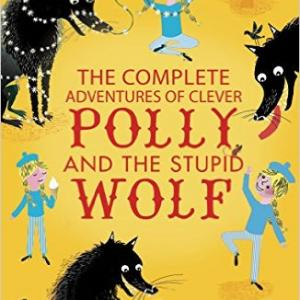 THE COMPLETE
ADVENTURES OF CLEVER
POLLY
AND THE STUPID
WOLF